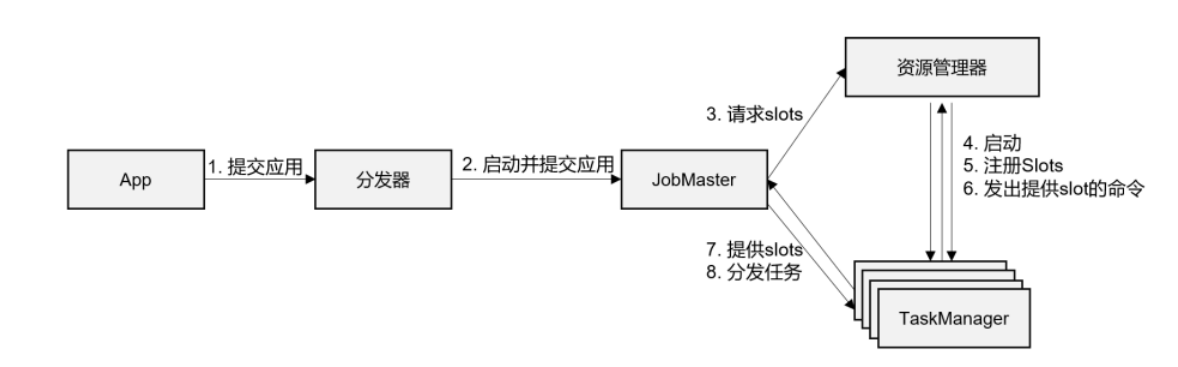 资源管理器
3. 请求slots
4. 启动
5. 注册Slots
6. 发出提供slot的命令
App
1. 提交应用
分发器
2. 启动并提交应用
JobMaster
7. 提供slots
8. 分发任务
TaskManager